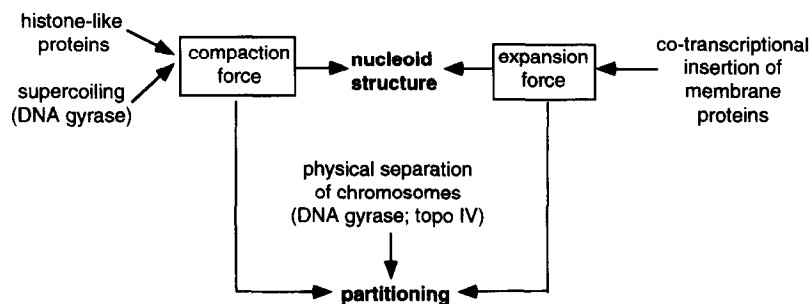 histone-like
proteins
supercoiling
(DNA gyrase)
compaction
force
nucleoid
structure
expansion
force
co-transcriptional
insertion of
membrane
proteins
physical separation
of chromosomes
(DNA gyrase; topo IV)
partitioning